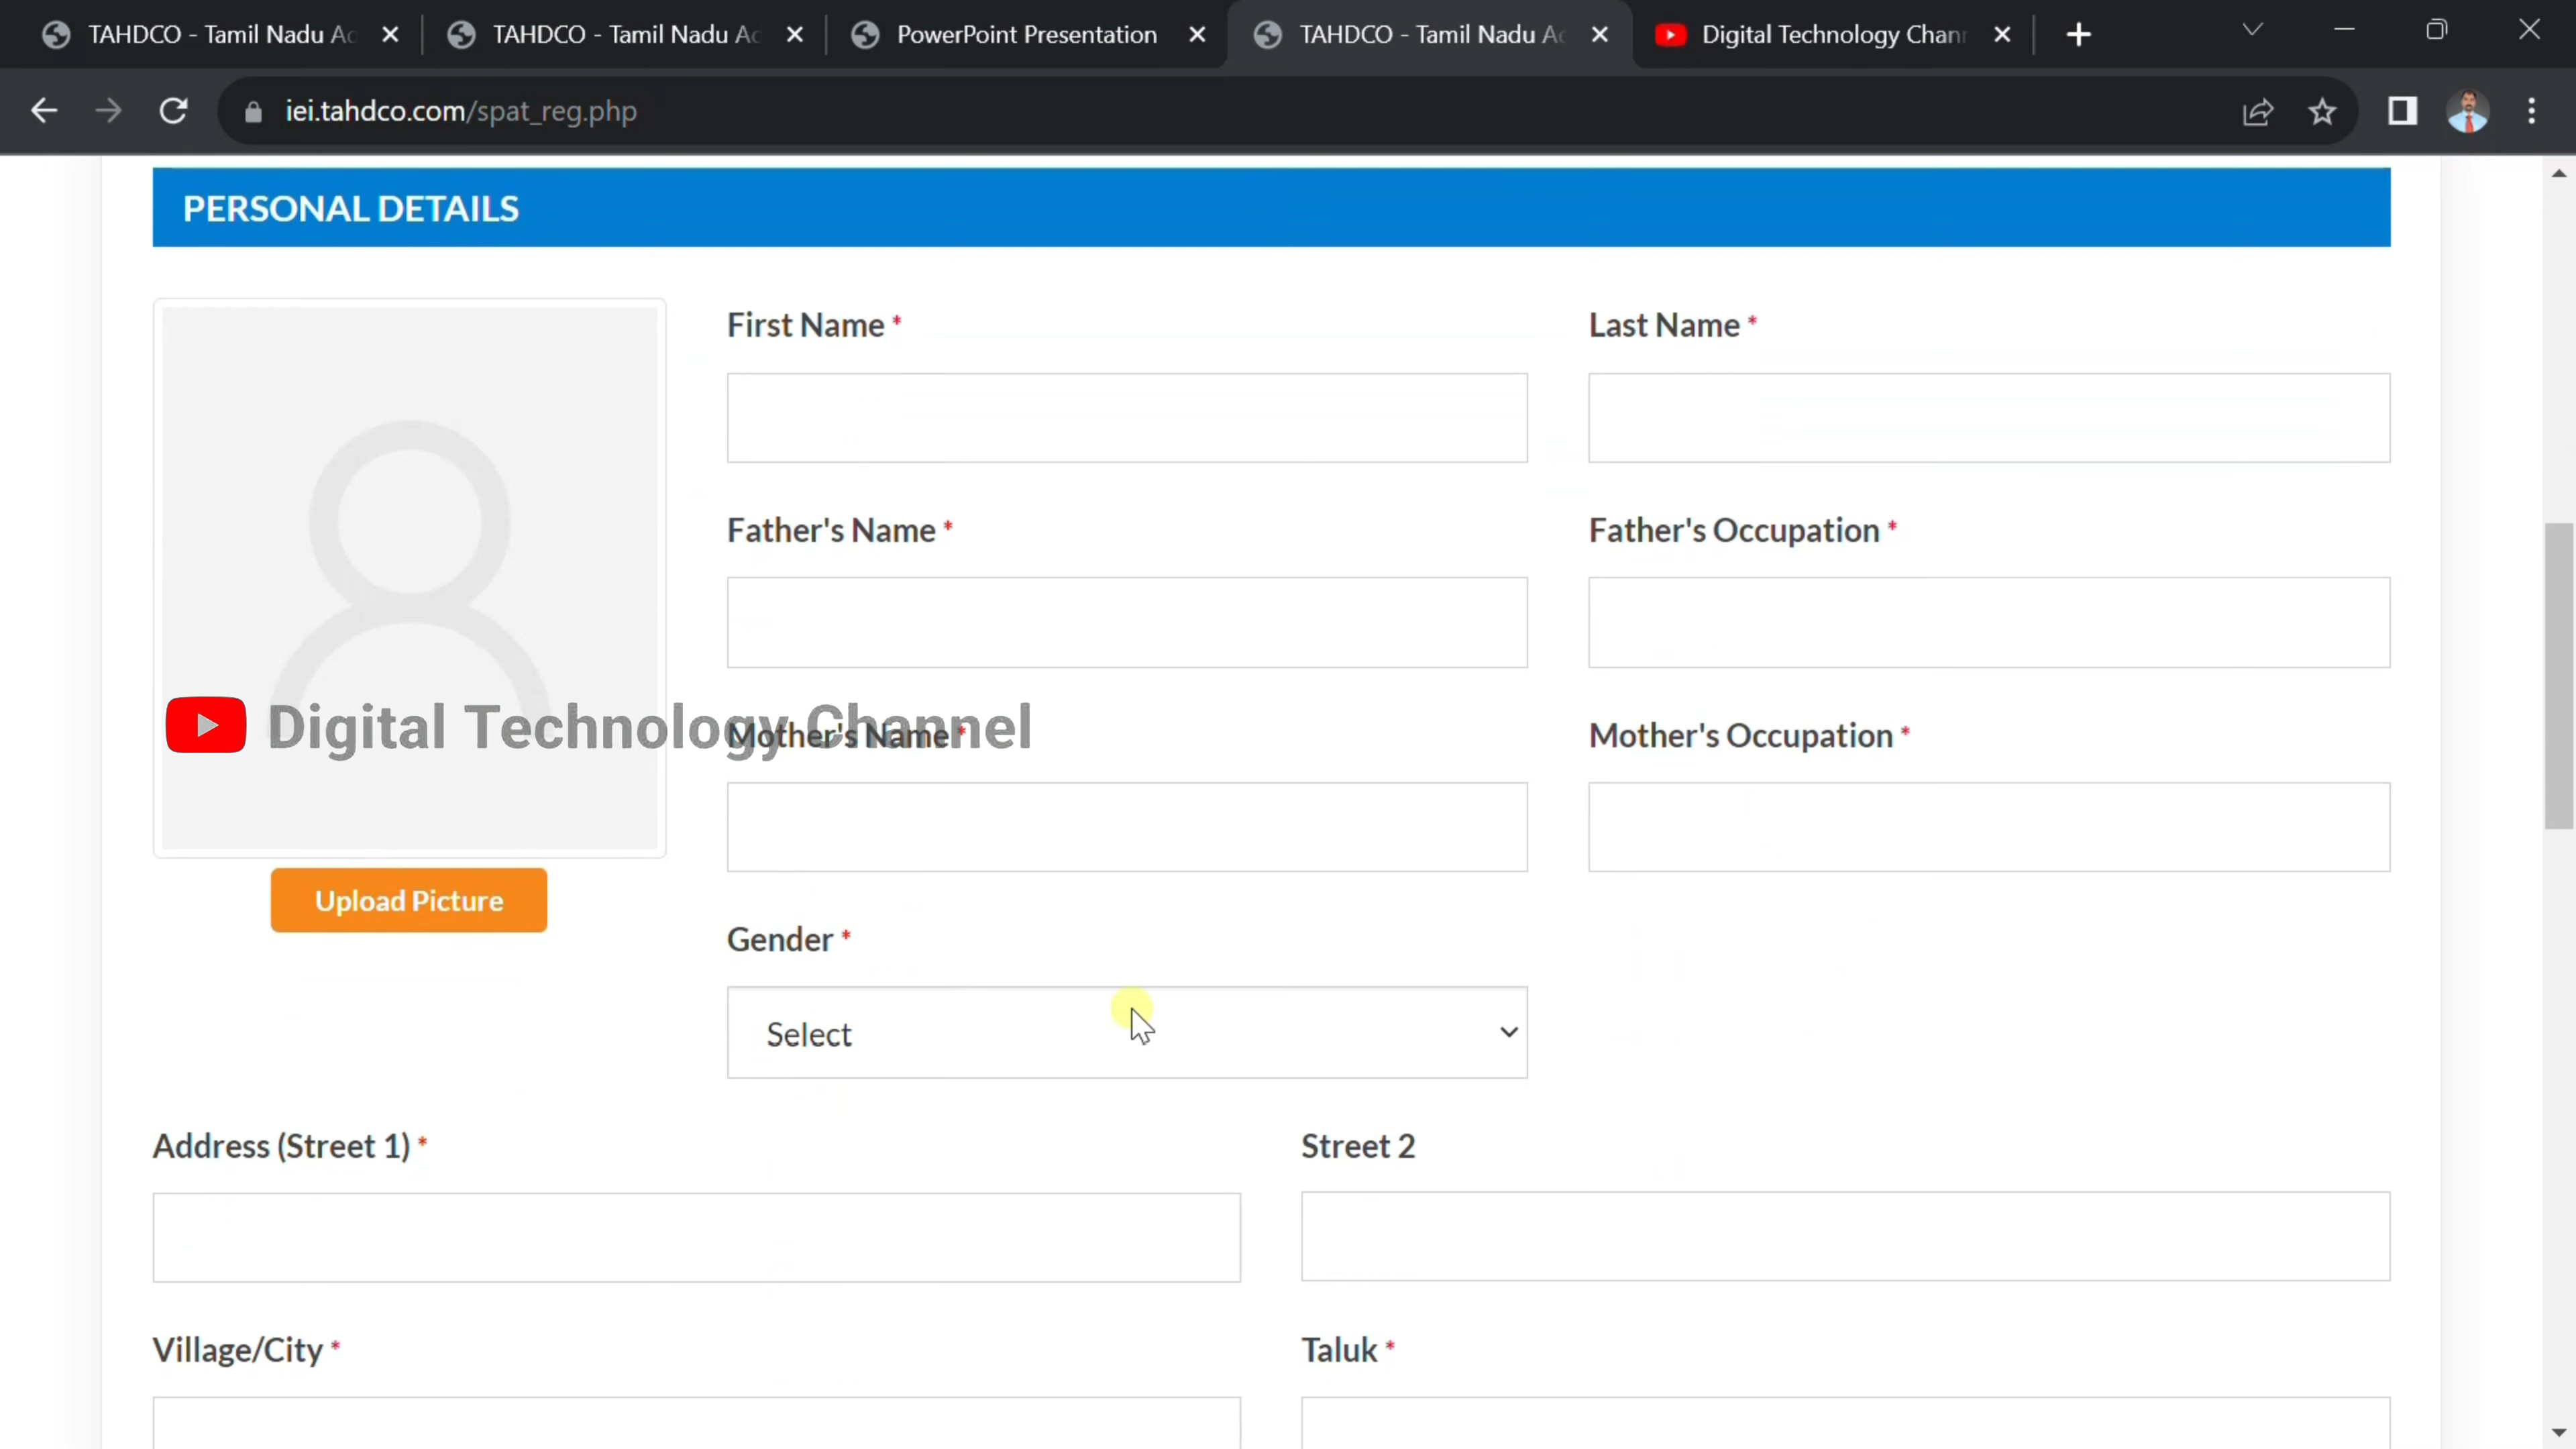 TAHDCO - Tamil Nadu Ac
TAHDCO - Tamil Nadu Ac
PowerPoint Presentation
TAHDCO - Tamil Nadu Ac
Digital Technology Chann
iei.tahdco.com/spat_reg.php
PERSONAL DETAILS
First Name *
Last Name *
Father's Name *
Father's Occupation *
Digital Technology Channel
Mother's Name *
Mother's Occupation *
Upload Picture
Gender *
Select
Address (Street 1) *
Street 2
Village/City *
Taluk *